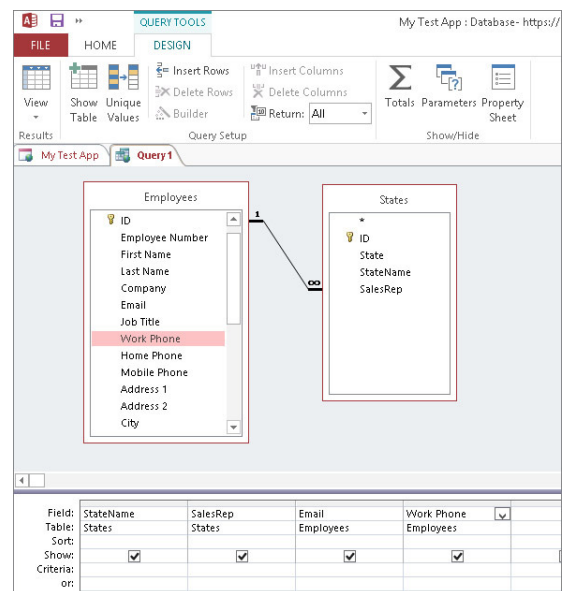 QUERY TOOLS
My Test App : Database- https://
FILE HOME DESIGN
View
Show Table
Unique Values
Insert Rows
Delete Rows
Builder
Insert Columns
Delete Columns
Return: All
Totals
Parameters
Property Sheet
Results
Query Setup
Show/Hide
My Test App
Query1
Employees
ID
Employee Number
First Name
Last Name
Company
Email
Job Title
Work Phone
Home Phone
Mobile Phone
Address 1
Address 2
City
1
∞
States
*
ID
State
StateName
SalesRep
Field: StateName SalesRep Email Work Phone
Table: States States Employees Employees
Sort:
Show:
Criteria:
or: